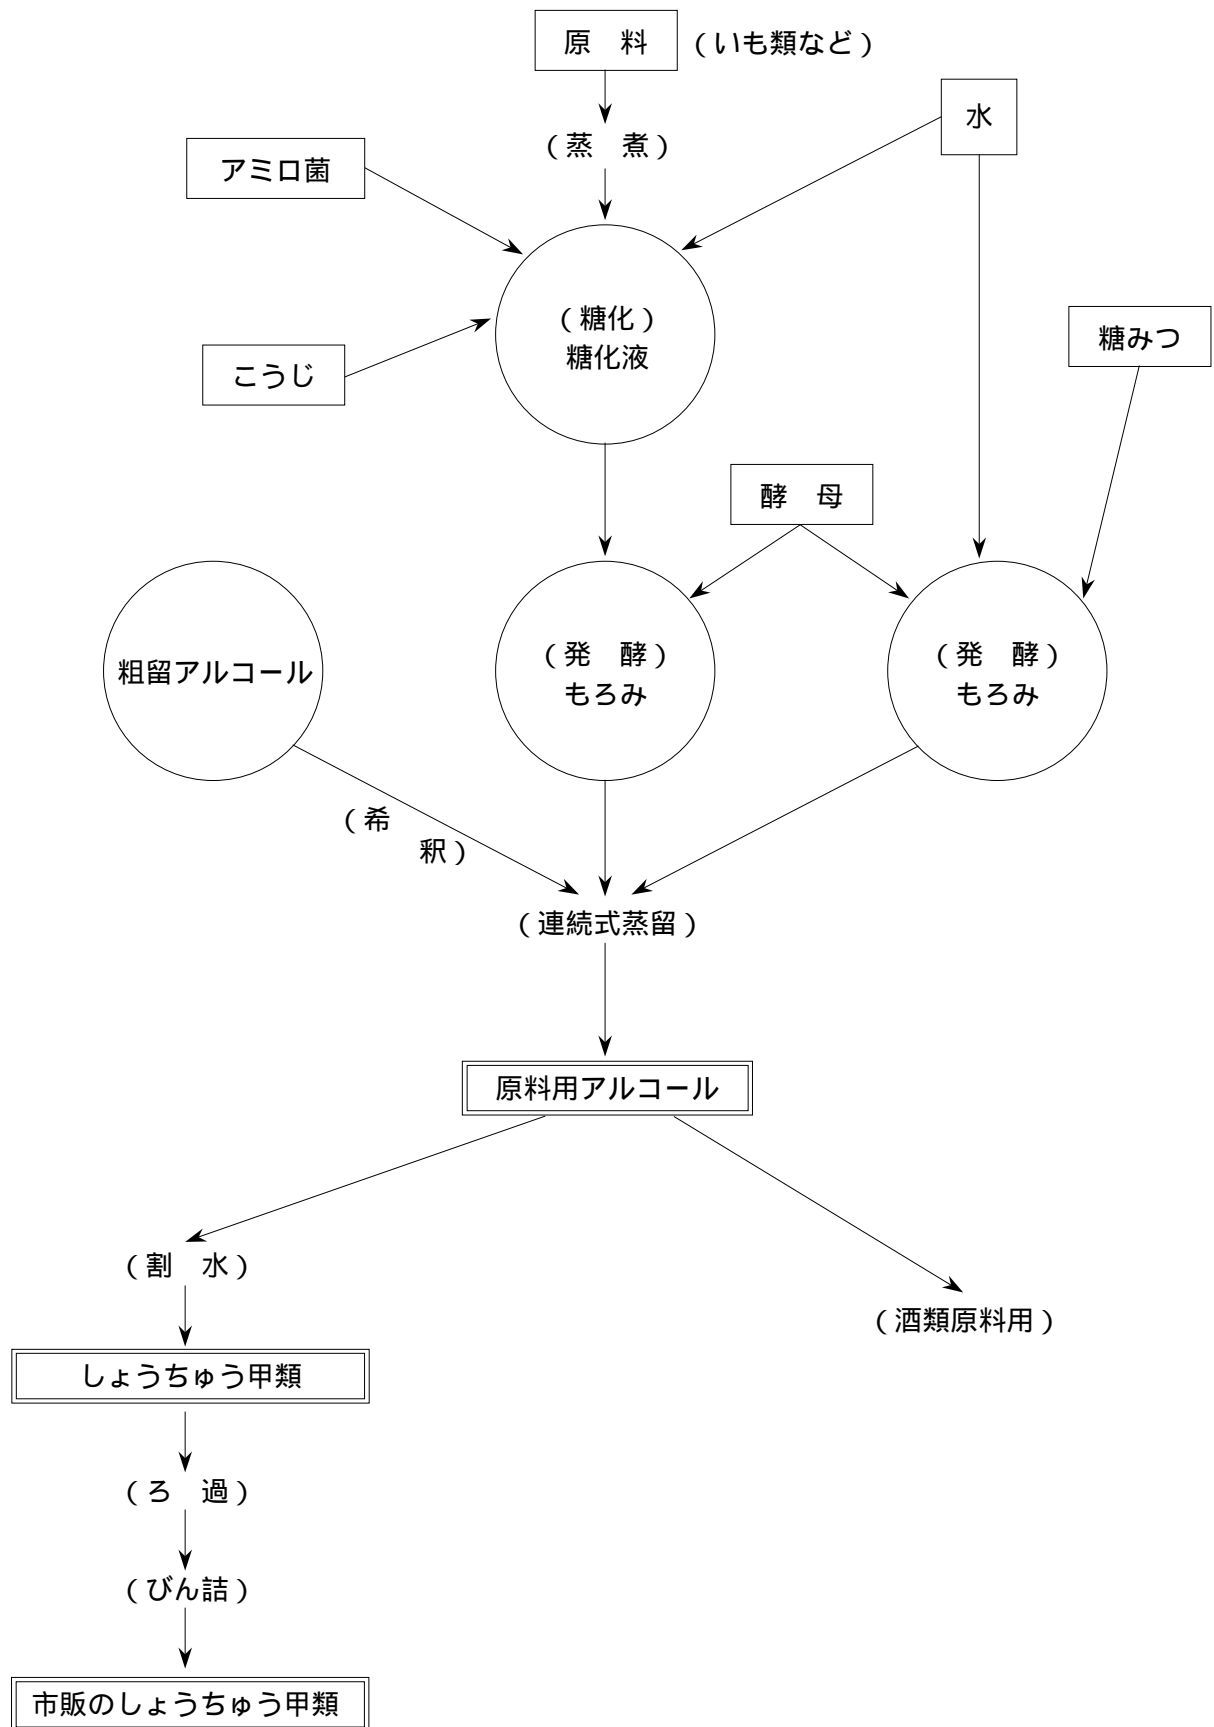 原　料 （いも類など）
水
（蒸　煮）
アミロ菌
（糖化）
糖化液
糖みつ
こうじ
酵　母
粗留アルコール
（発　酵）
もろみ
（発　酵）
もろみ
（希
釈）
（連続式蒸留）
原料用アルコール
（割　水）
（酒類原料用）
しょうちゅう甲類
（ろ　過）
（びん詰）
市販のしょうちゅう甲類